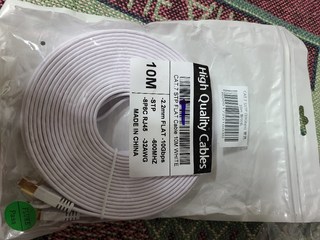 High Quality Cables
CAT 7 STP FLAT Cable 10M WHITE
10M
-2.2mm FLAT -10Gbps
-STP -600MHZ
-8P8C RJ45 -32AWG
MADE IN CHINA